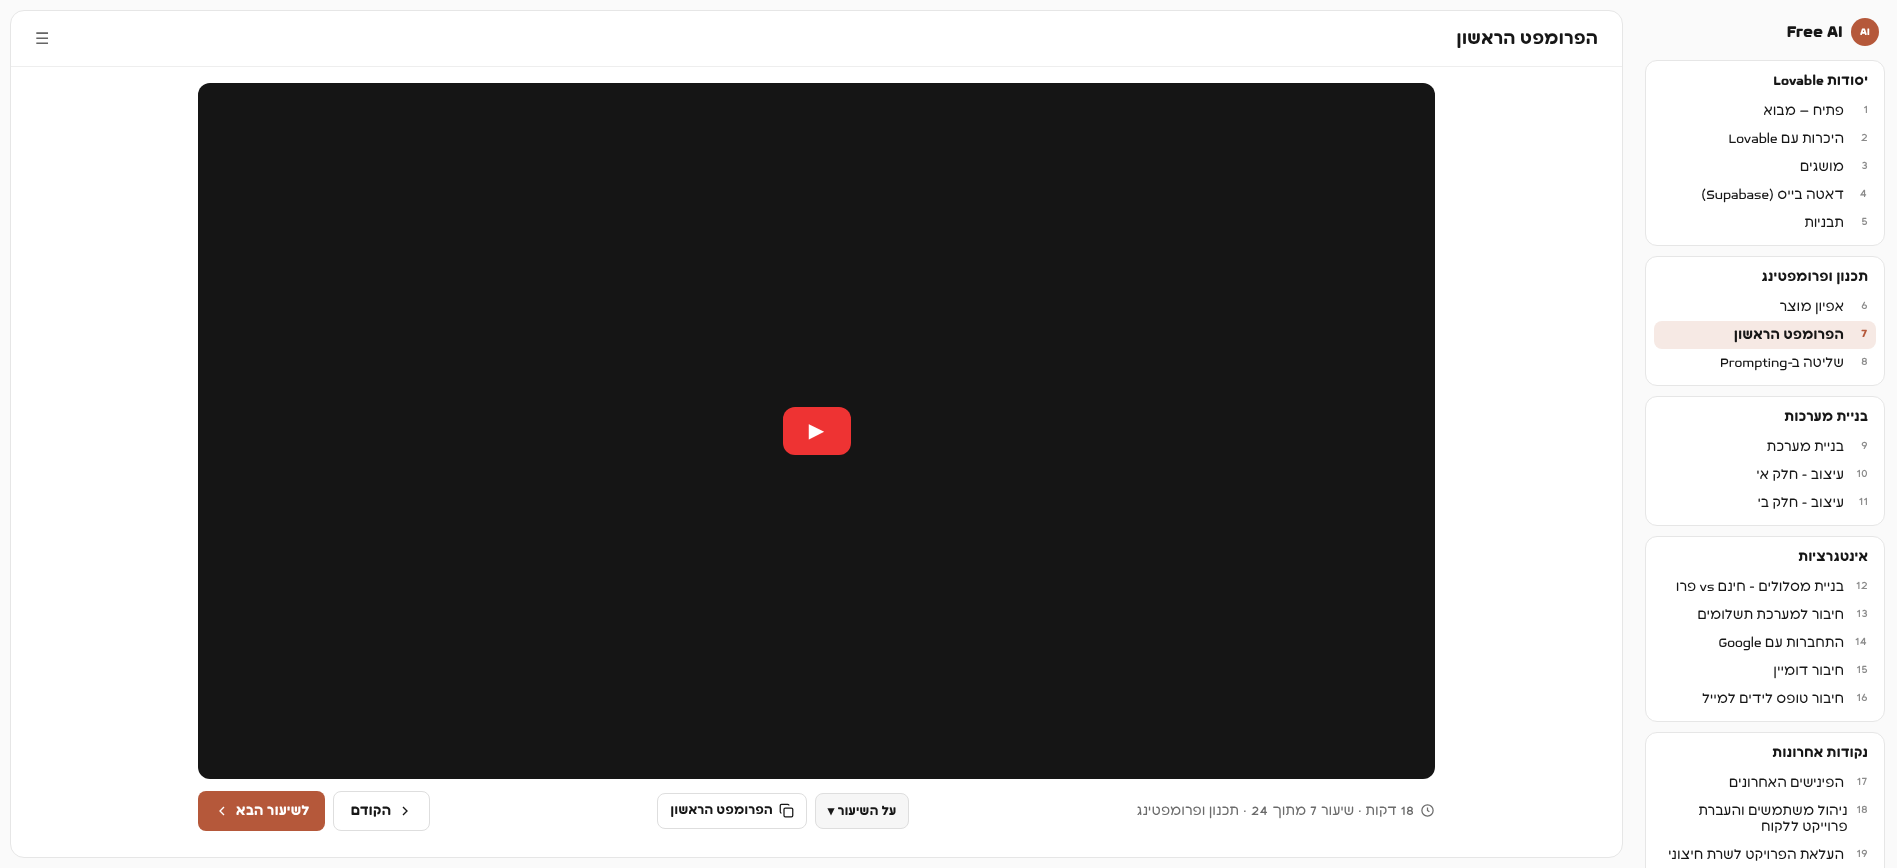 Free AI
AI
יסודות Lovable
1 פתיח – מבוא
2 היכרות עם Lovable
3 מושגים
4 דאטה בייס (Supabase)
5 תבניות
תכנון ופרומפטינג
6 אפיון מוצר
7 הפרומפט הראשון
8 שליטה ב-Prompting
בניית מערכות
9 בניית מערכת
10 עיצוב - חלק א'
11 עיצוב - חלק ב'
אינטגרציות
12 בניית מסלולים - חינם vs פרו
13 חיבור למערכת תשלומים
14 התחברות עם Google
15 חיבור דומיין
16 חיבור טופס לידים למייל
נקודות אחרונות
17 הפינישים האחרונים
18 ניהול משתמשים והעברת
פרוייקט ללקוח
19 העלאת הפרויקט לשרת חיצוני
הפרומפט הראשון
18 דקות · שיעור 7 מתוך 24 · תכנון ופרומפטינג
על השיעור ▾
הפרומפט הראשון
הקודם
לשיעור הבא